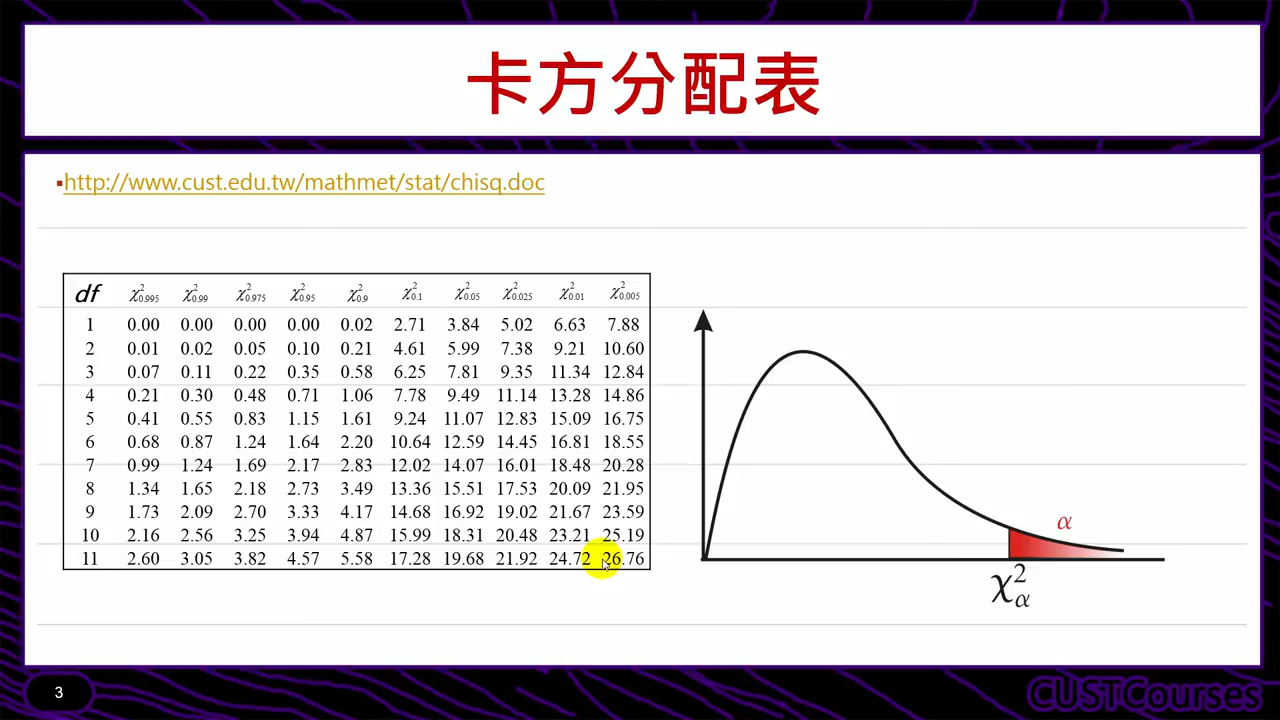 卡方分配表
▪http://www.cust.edu.tw/mathmet/stat/chisq.doc
df χ²0.995 χ²0.99 χ²0.975 χ²0.95 χ²0.9 χ²0.1 χ²0.05 χ²0.025 χ²0.01 χ²0.005
1 0.00 0.00 0.00 0.00 0.02 2.71 3.84 5.02 6.63 7.88
2 0.01 0.02 0.05 0.10 0.21 4.61 5.99 7.38 9.21 10.60
3 0.07 0.11 0.22 0.35 0.58 6.25 7.81 9.35 11.34 12.84
4 0.21 0.30 0.48 0.71 1.06 7.78 9.49 11.14 13.28 14.86
5 0.41 0.55 0.83 1.15 1.61 9.24 11.07 12.83 15.09 16.75
6 0.68 0.87 1.24 1.64 2.20 10.64 12.59 14.45 16.81 18.55
7 0.99 1.24 1.69 2.17 2.83 12.02 14.07 16.01 18.48 20.28
8 1.34 1.65 2.18 2.73 3.49 13.36 15.51 17.53 20.09 21.95
9 1.73 2.09 2.70 3.33 4.17 14.68 16.92 19.02 21.67 23.59
10 2.16 2.56 3.25 3.94 4.87 15.99 18.31 20.48 23.21 25.19
11 2.60 3.05 3.82 4.57 5.58 17.28 19.68 21.92 24.72 26.76
α
χ²α
3
CUSTCourses